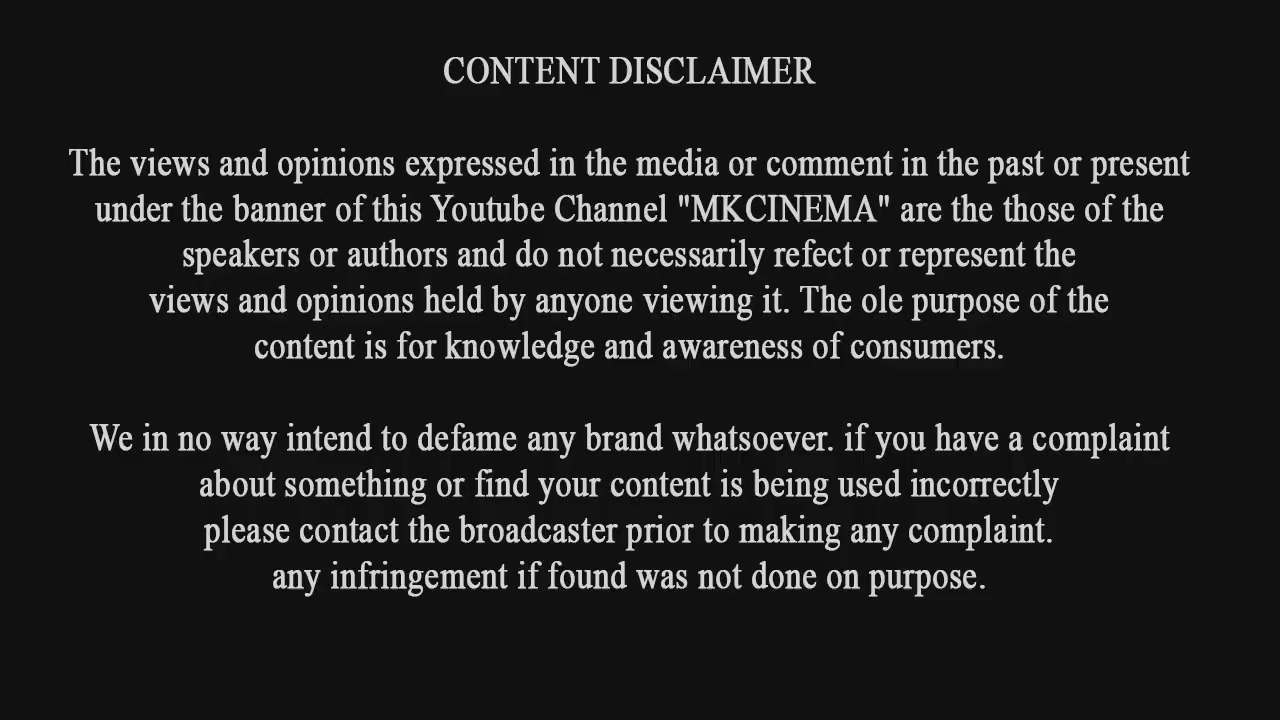 CONTENT DISCLAIMER
The views and opinions expressed in the media or comment in the past or present
under the banner of this Youtube Channel "MKCINEMA" are the those of the
speakers or authors and do not necessarily refect or represent the
views and opinions held by anyone viewing it. The ole purpose of the
content is for knowledge and awareness of consumers.
We in no way intend to defame any brand whatsoever. if you have a complaint
about something or find your content is being used incorrectly
please contact the broadcaster prior to making any complaint.
any infringement if found was not done on purpose.